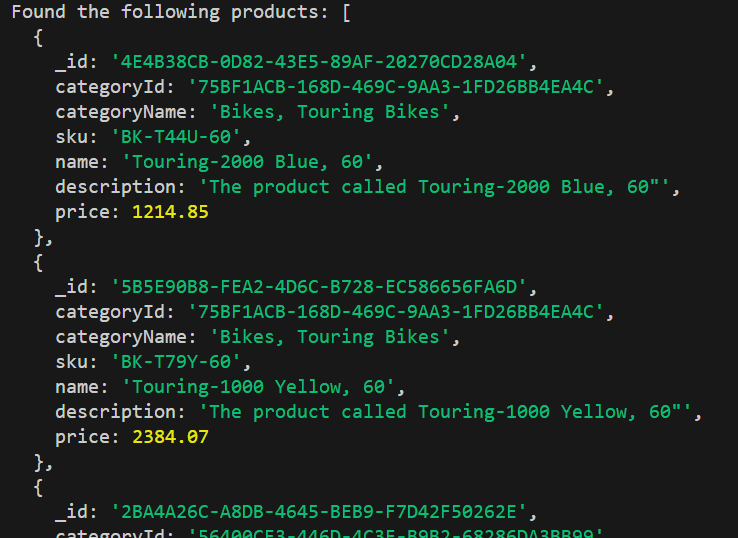 Found the following products: [
  {
    _id: '4E4B38CB-0D82-43E5-89AF-20270CD28A04',
    categoryId: '75BF1ACB-168D-469C-9AA3-1FD26BB4EA4C',
    categoryName: 'Bikes, Touring Bikes',
    sku: 'BK-T44U-60',
    name: 'Touring-2000 Blue, 60',
    description: 'The product called Touring-2000 Blue, 60"',
    price: 1214.85
  },
  {
    _id: '5B5E90B8-FEA2-4D6C-B728-EC586656FA6D',
    categoryId: '75BF1ACB-168D-469C-9AA3-1FD26BB4EA4C',
    categoryName: 'Bikes, Touring Bikes',
    sku: 'BK-T79Y-60',
    name: 'Touring-1000 Yellow, 60',
    description: 'The product called Touring-1000 Yellow, 60"',
    price: 2384.07
  },
  {
    _id: '2BA4A26C-A8DB-4645-BEB9-F7D42F50262E',
    categoryId: